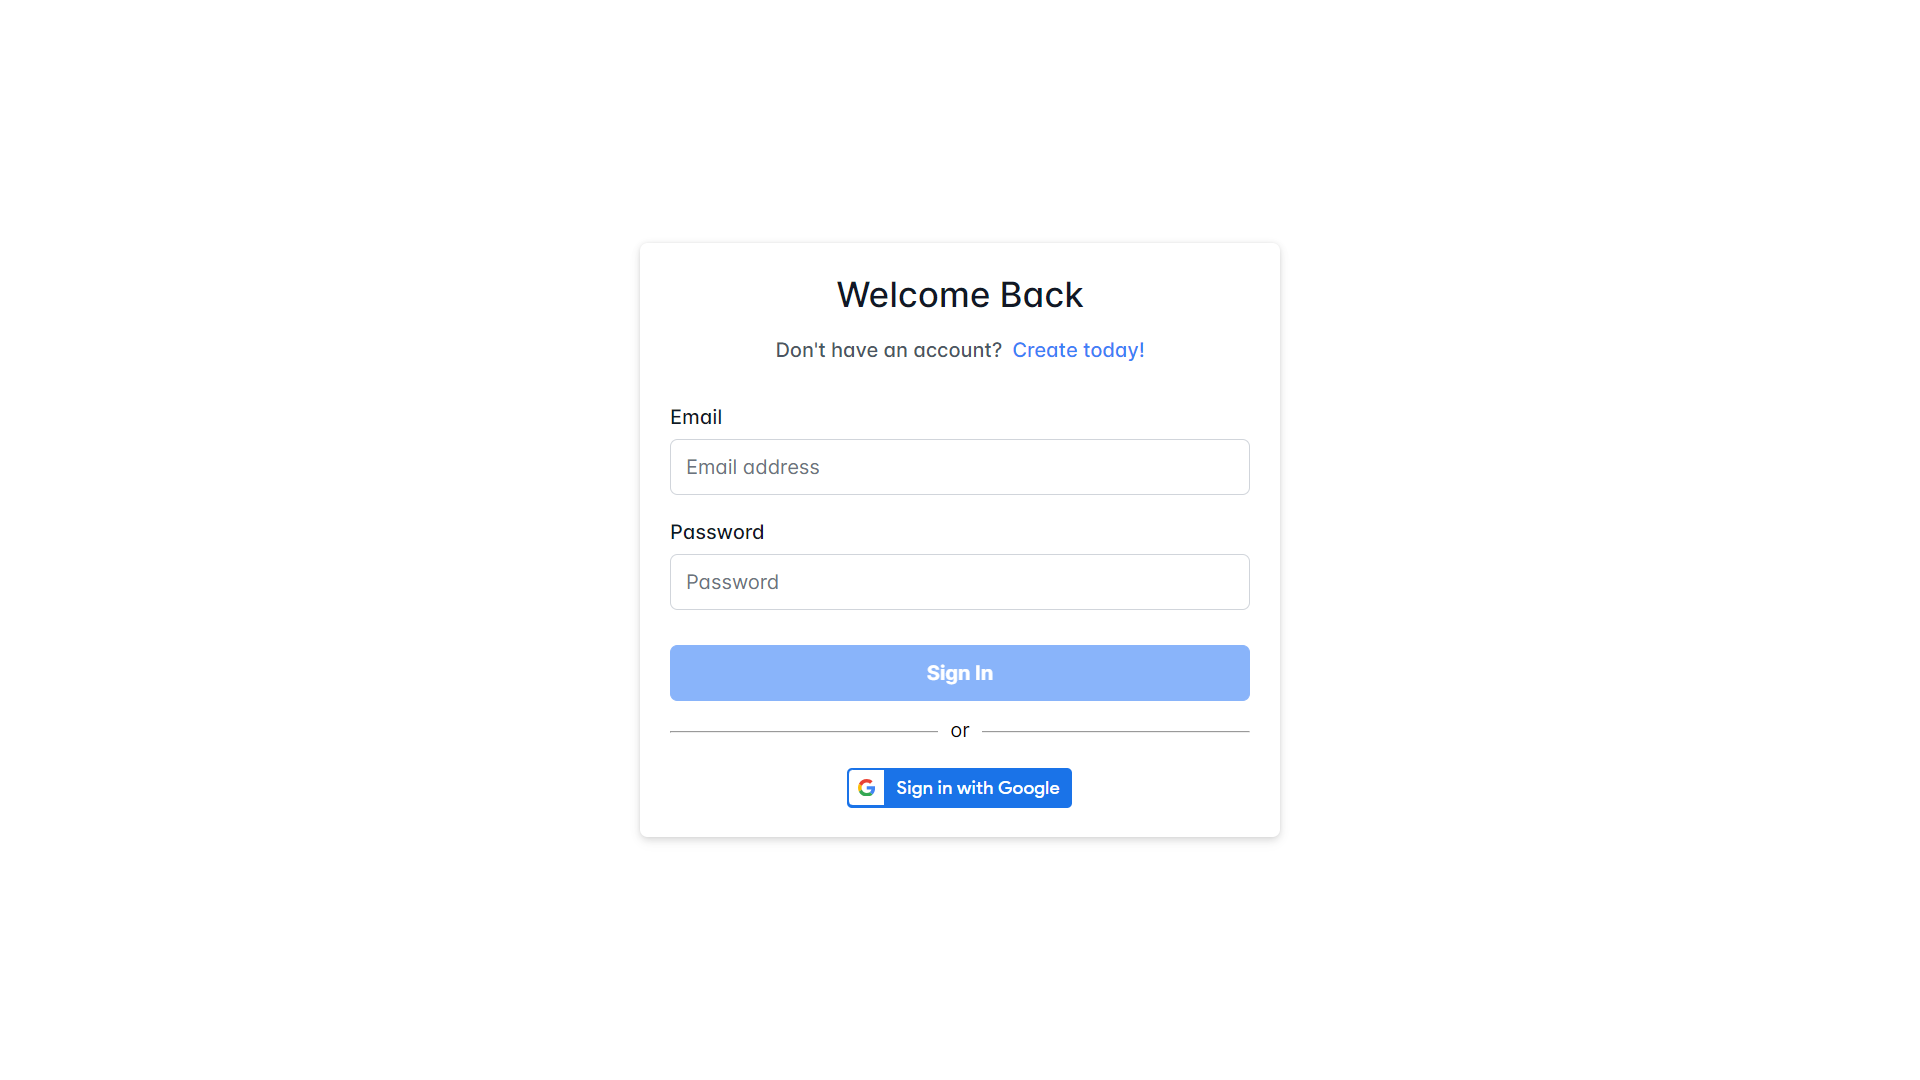 Welcome Back
Don't have an account? Create today!
Email
Email address
Password
Password
Sign In
or
Sign in with Google